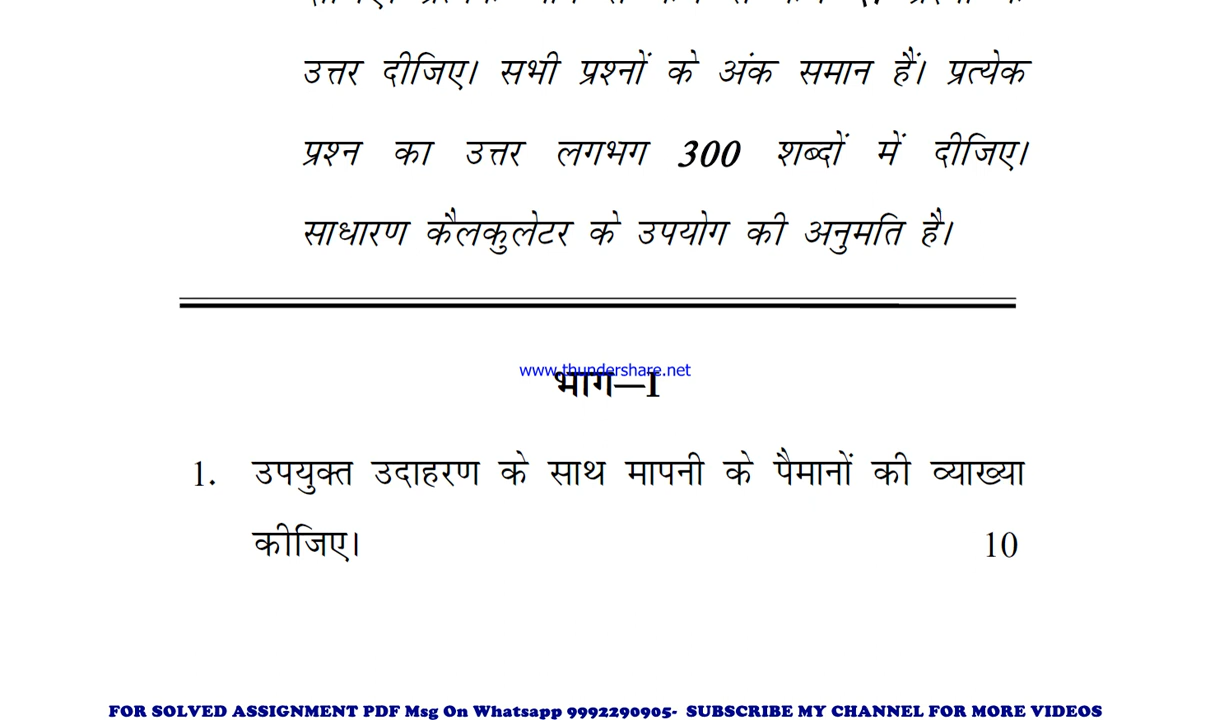 उत्तर दीजिए। सभी प्रश्नों के अंक समान हैं। प्रत्येक
प्रश्न का उत्तर लगभग 300 शब्दों में दीजिए।
साधारण कैलकुलेटर के उपयोग की अनुमति है।
www.thundershare.net
भाग—I
1. उपयुक्त उदाहरण के साथ मापनी के पैमानों की व्याख्या
कीजिए। 10
FOR SOLVED ASSIGNMENT PDF Msg On Whatsapp 9992290905- SUBSCRIBE MY CHANNEL FOR MORE VIDEOS